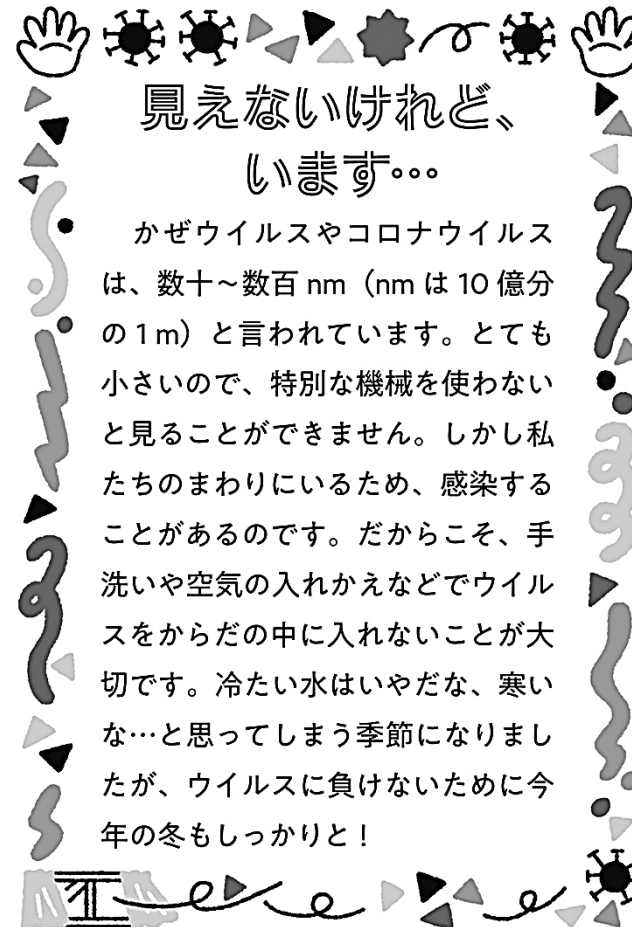 見えないけれど、
います…
かぜウイルスやコロナウイルス
は、数十～数百 nm（nm は 10 億分
の 1 m）と言われています。とても
小さいので、特別な機械を使わない
と見ることができません。しかし私
たちのまわりにいるため、感染する
ことがあるのです。だからこそ、手
洗いや空気の入れかえなどでウイル
スをからだの中に入れないことが大
切です。冷たい水はいやだな、寒い
な…と思ってしまう季節になりまし
たが、ウイルスに負けないために今
年の冬もしっかりと！